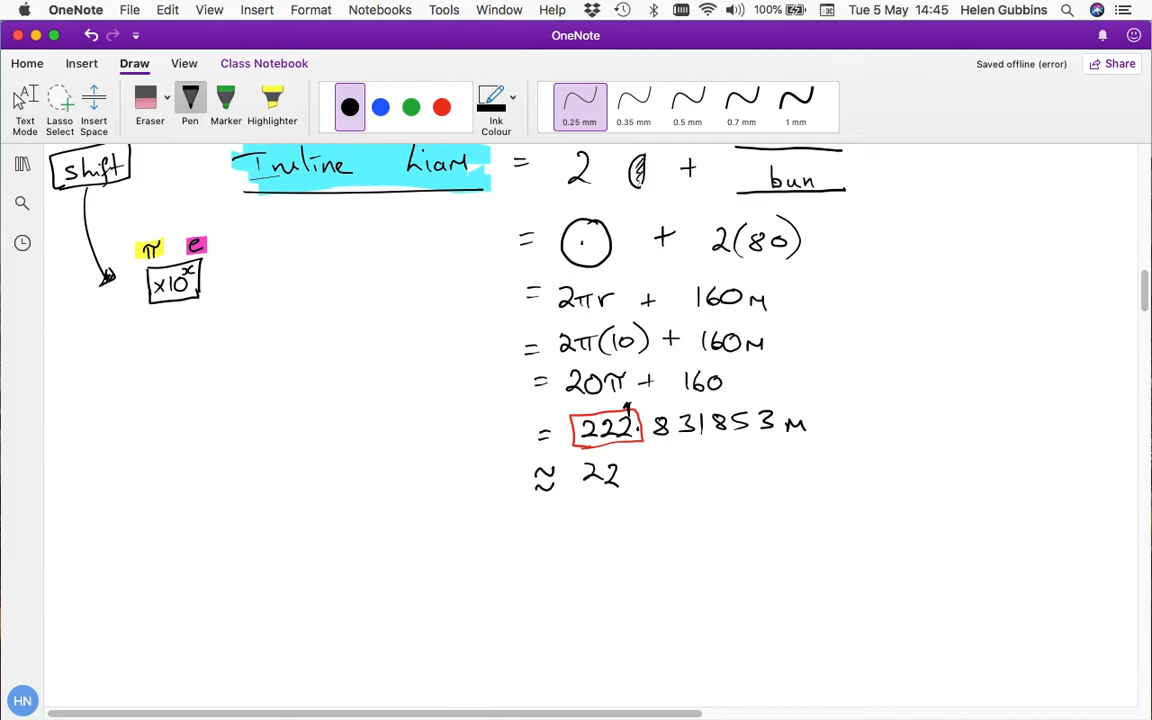 OneNote File Edit View Insert Format Notebooks Tools Window Help 100% Tue 5 May 14:45 Helen Gubbins
OneNote
Home Insert Draw View Class Notebook Saved offline (error) Share
Text Mode Lasso Select Insert Space Eraser Pen Marker Highlighter Ink Colour 0.25 mm 0.35 mm 0.5 mm 0.7 mm 1 mm
shift = 2 + bun
π e = + 2(80)
×10ˣ = 2πr + 160m
= 2π(10) + 160m
= 20π + 160
= 222.831853 m
≈ 22
HN